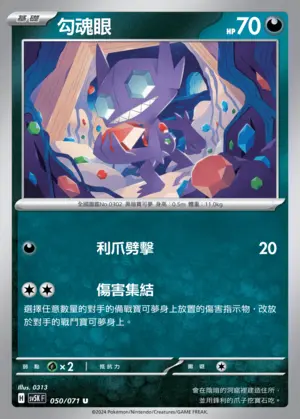 基礎 勾魂眼 HP 70
全國圖鑑No.0302 黑暗寶可夢 身高：0.5m 體重：11.0kg
利爪劈擊 20
傷害集結
選擇任意數量的對手的備戰寶可夢身上放置的傷害指示物，改放
於對手的戰鬥寶可夢身上。
弱點 ×2 抵抗力 撤退
Illus. 0313
H SV5K F 050/071 U
會在陰暗的洞窟裡建造住所，
並用銳利的爪子挖寶石吃。
©2024 Pokémon/Nintendo/Creatures/GAME FREAK.